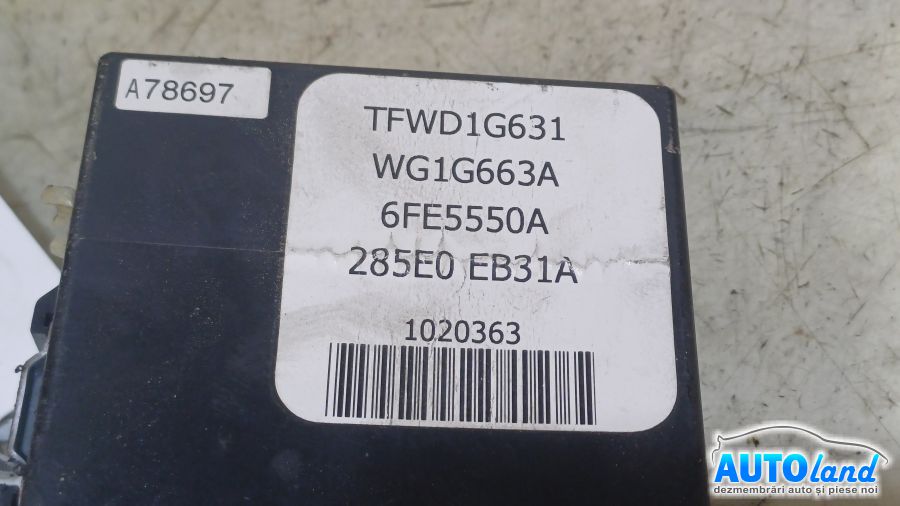 A78697
TFWD1G631
WG1G663A
6FE5550A
285E0 EB31A
1020363
AUTOland
dezmembrări auto și piese noi